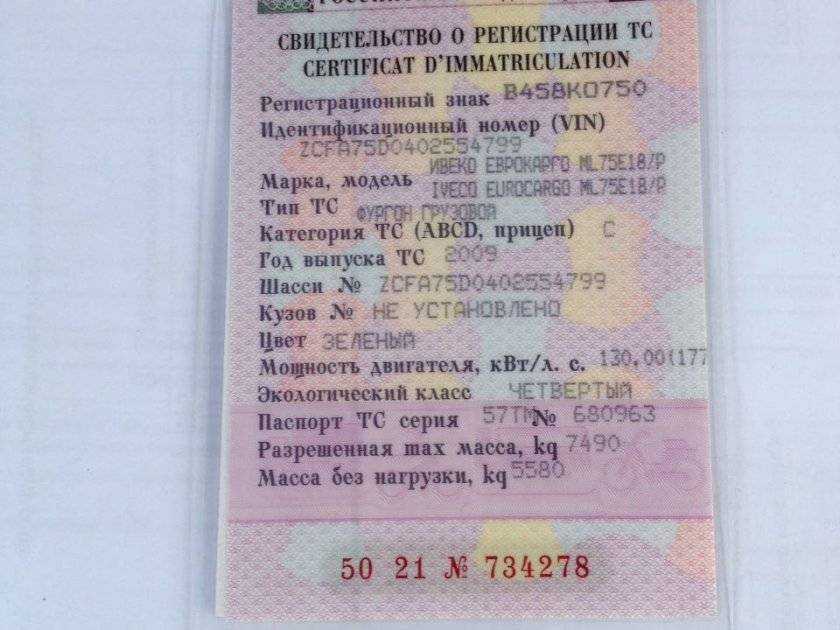 СВИДЕТЕЛЬСТВО О РЕГИСТРАЦИИ ТС
CERTIFICAT D'IMMATRICULATION
Регистрационный знак В458КО750
Идентификационный номер (VIN)
ZCFA75D0402554799
ИВЕКО ЕВРОКАРГО ML75E18/P
Марка, модель IVECO EUROCARGO ML75E18/P
Тип ТС ФУРГОН ГРУЗОВОЙ
Категория ТС (ABCD, прицеп) C
Год выпуска ТС 2009
Шасси № ZCFA75D0402554799
Кузов № НЕ УСТАНОВЛЕНО
Цвет ЗЕЛЕНЫЙ
Мощность двигателя, кВт/л. с. 130.00(177
Экологический класс ЧЕТВЕРТЫЙ
Паспорт ТС серия 57ТМ № 680963
Разрешенная max масса, kg 7490
Масса без нагрузки, kg 5580
50 21 № 734278